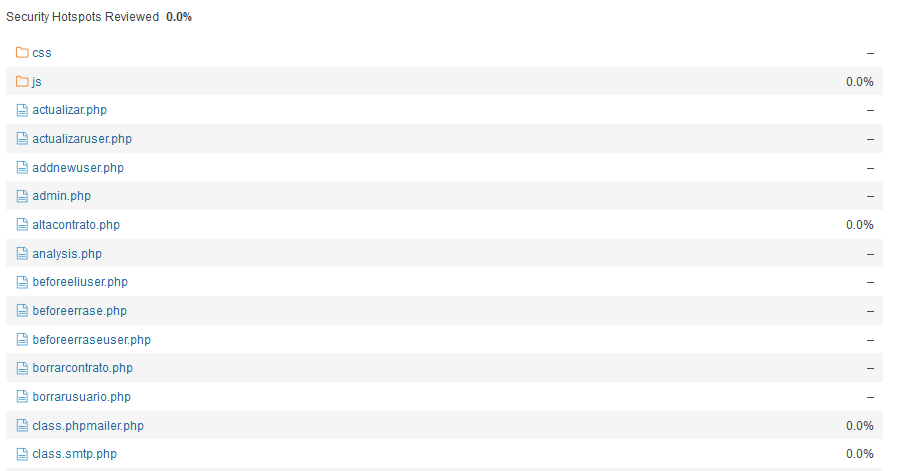 Security Hotspots Reviewed 0.0%
css –
js 0.0%
actualizar.php –
actualizaruser.php –
addnewuser.php –
admin.php –
altacontrato.php 0.0%
analysis.php –
beforeeliuser.php –
beforeerrase.php –
beforeerraseuser.php –
borrarcontrato.php –
borrarusuario.php –
class.phpmailer.php 0.0%
class.smtp.php 0.0%